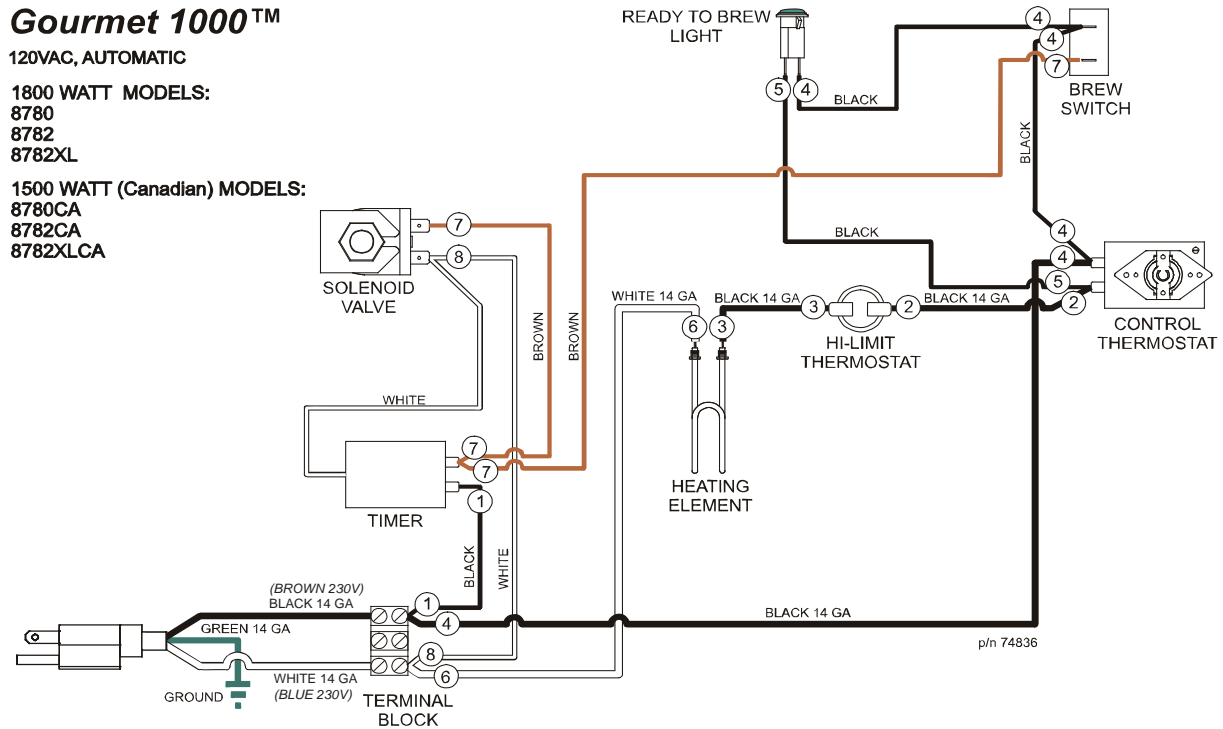 Gourmet 1000™
120VAC, AUTOMATIC
1800 WATT MODELS:
8780
8782
8782XL
1500 WATT (Canadian) MODELS:
8780CA
8782CA
8782XLCA
READY TO BREW
LIGHT
5
4
BLACK
4
4
7
BREW
SWITCH
BLACK
7
8
SOLENOID
VALVE
BLACK
4
4
5
2
CONTROL
THERMOSTAT
WHITE 14 GA
BLACK 14 GA
3
2
BLACK 14 GA
6
3
HI-LIMIT
THERMOSTAT
BROWN
BROWN
WHITE
7
7
1
TIMER
HEATING
ELEMENT
BLACK
WHITE
(BROWN 230V)
BLACK 14 GA
GREEN 14 GA
1
4
BLACK 14 GA
p/n 74836
8
6
WHITE 14 GA
(BLUE 230V)
GROUND
TERMINAL
BLOCK